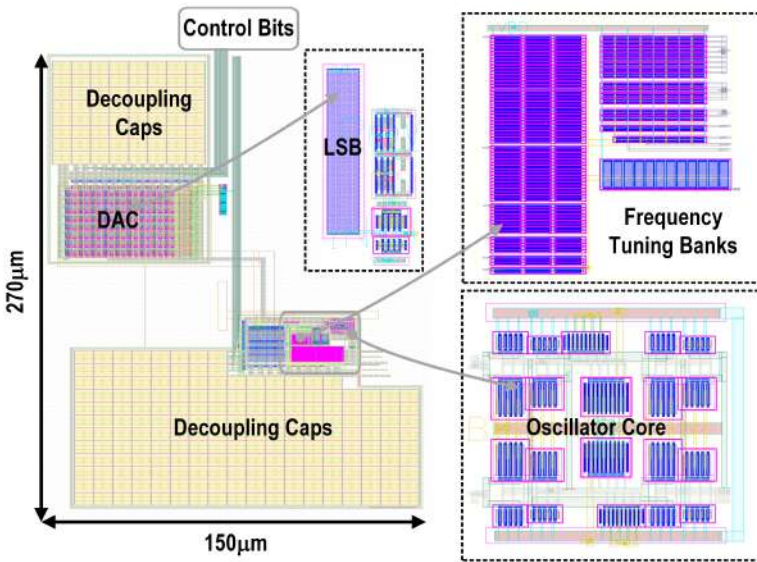 Control Bits
Decoupling
Caps
DAC
LSB
Frequency
Tuning Banks
270μm
Decoupling Caps
Oscillator Core
150μm